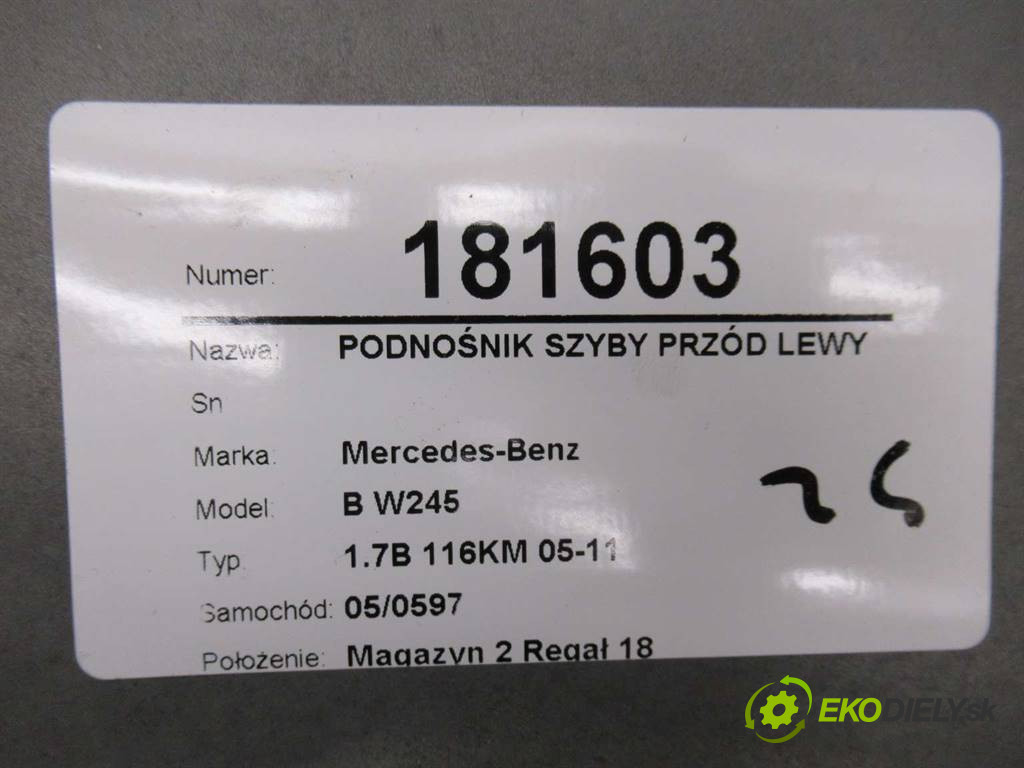 Numer: 181603
Nazwa: PODNOŚNIK SZYBY PRZÓD LEWY
Sn
Marka: Mercedes-Benz
Model: B W245
Typ 1.7B 116KM 05-11
Samochód: 05/0597
Położenie: Magazyn 2 Regał 18
EKODIELY.sk